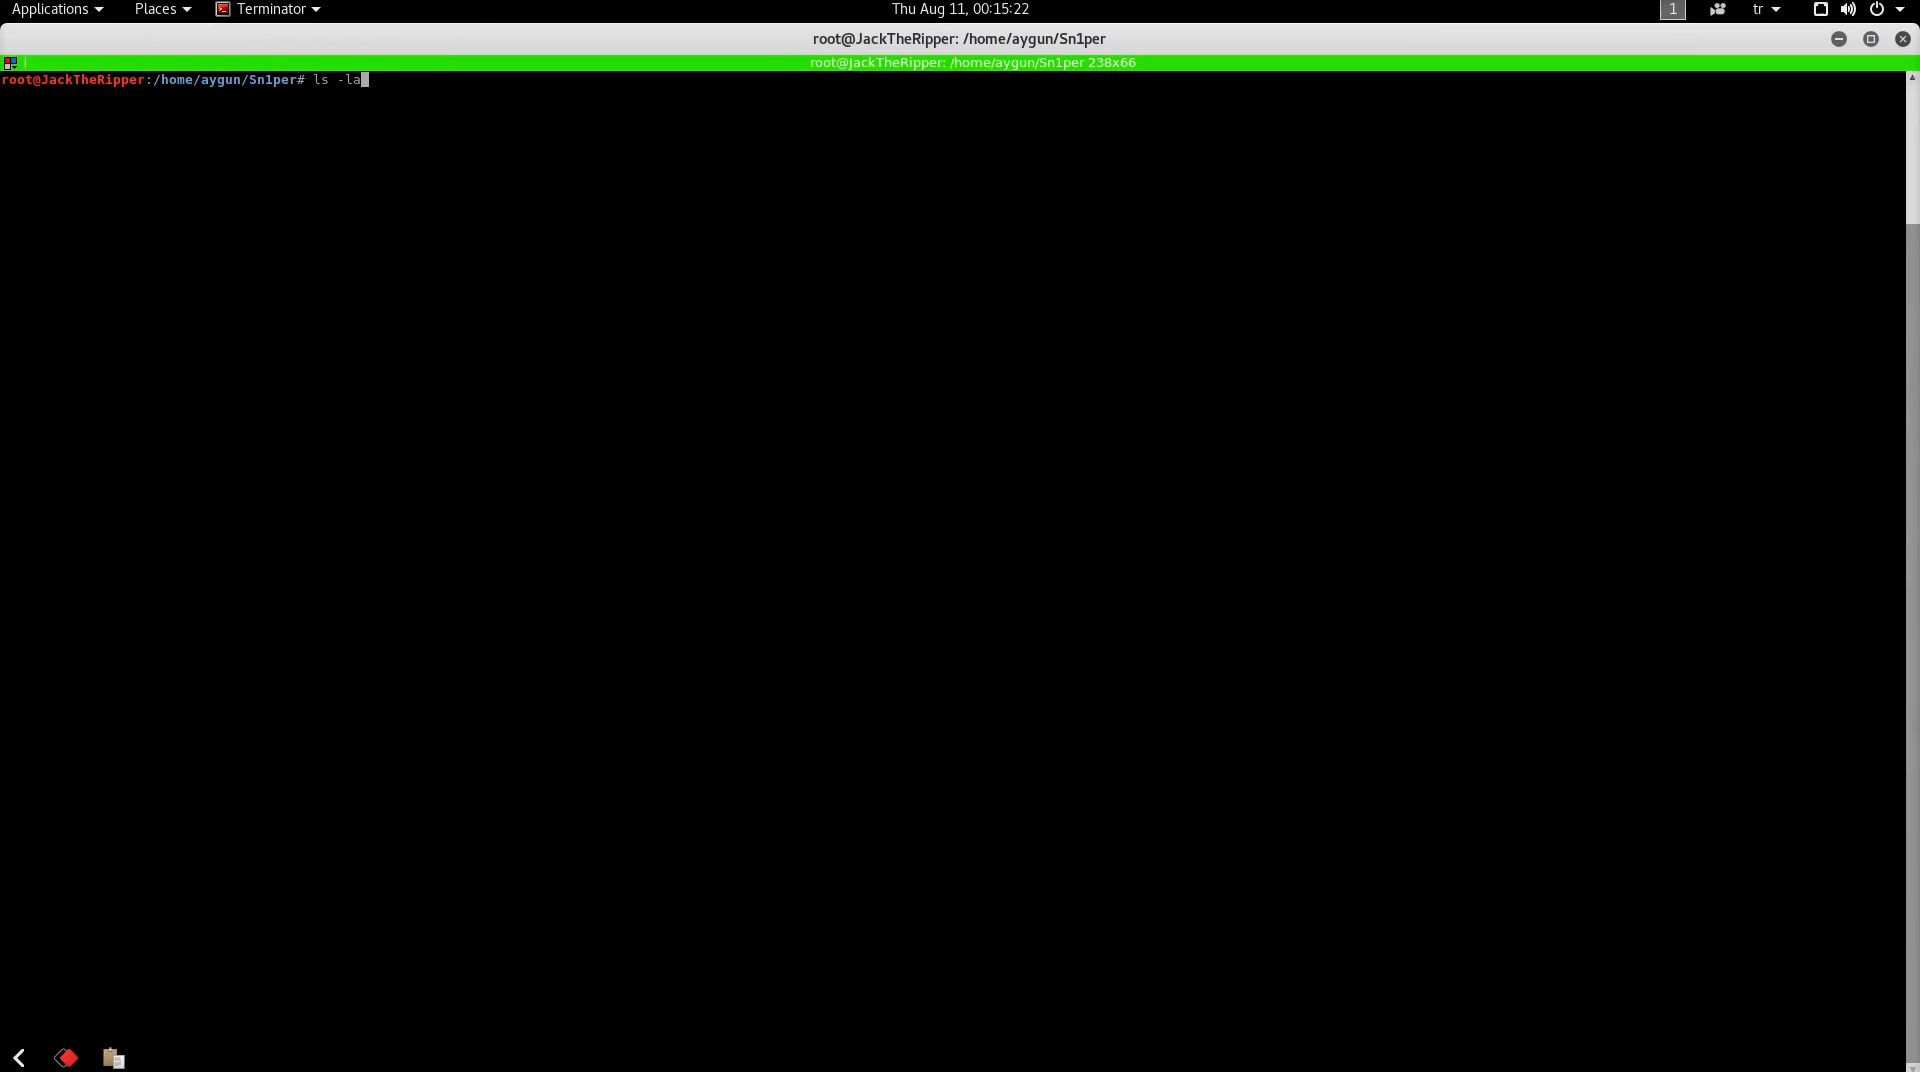 Applications Places Terminator Thu Aug 11, 00:15:22 1 tr
root@JackTheRipper: /home/aygun/Sn1per
root@JackTheRipper: /home/aygun/Sn1per 238x66
root@JackTheRipper:/home/aygun/Sn1per# ls -la